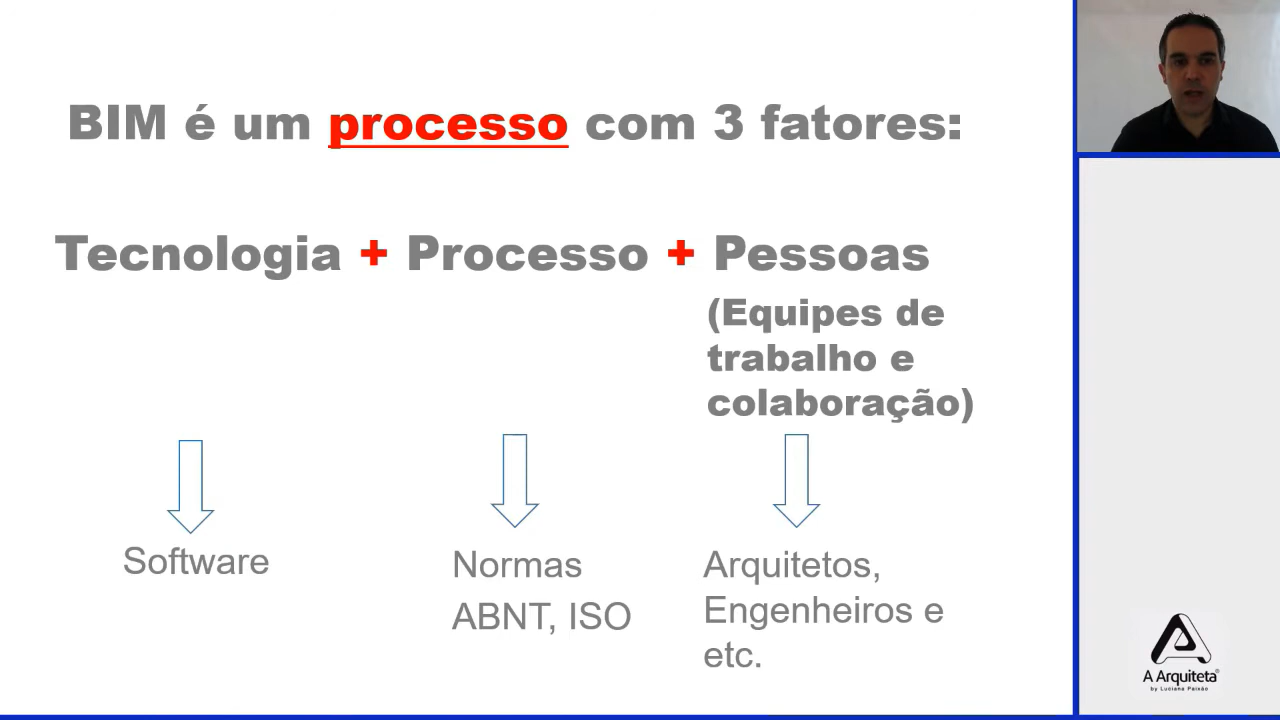 BIM é um processo com 3 fatores:
Tecnologia + Processo + Pessoas
(Equipes de
trabalho e
colaboração)
Software
Normas
ABNT, ISO
Arquitetos,
Engenheiros e
etc.
A Arquiteta®
by Luciana Paixão